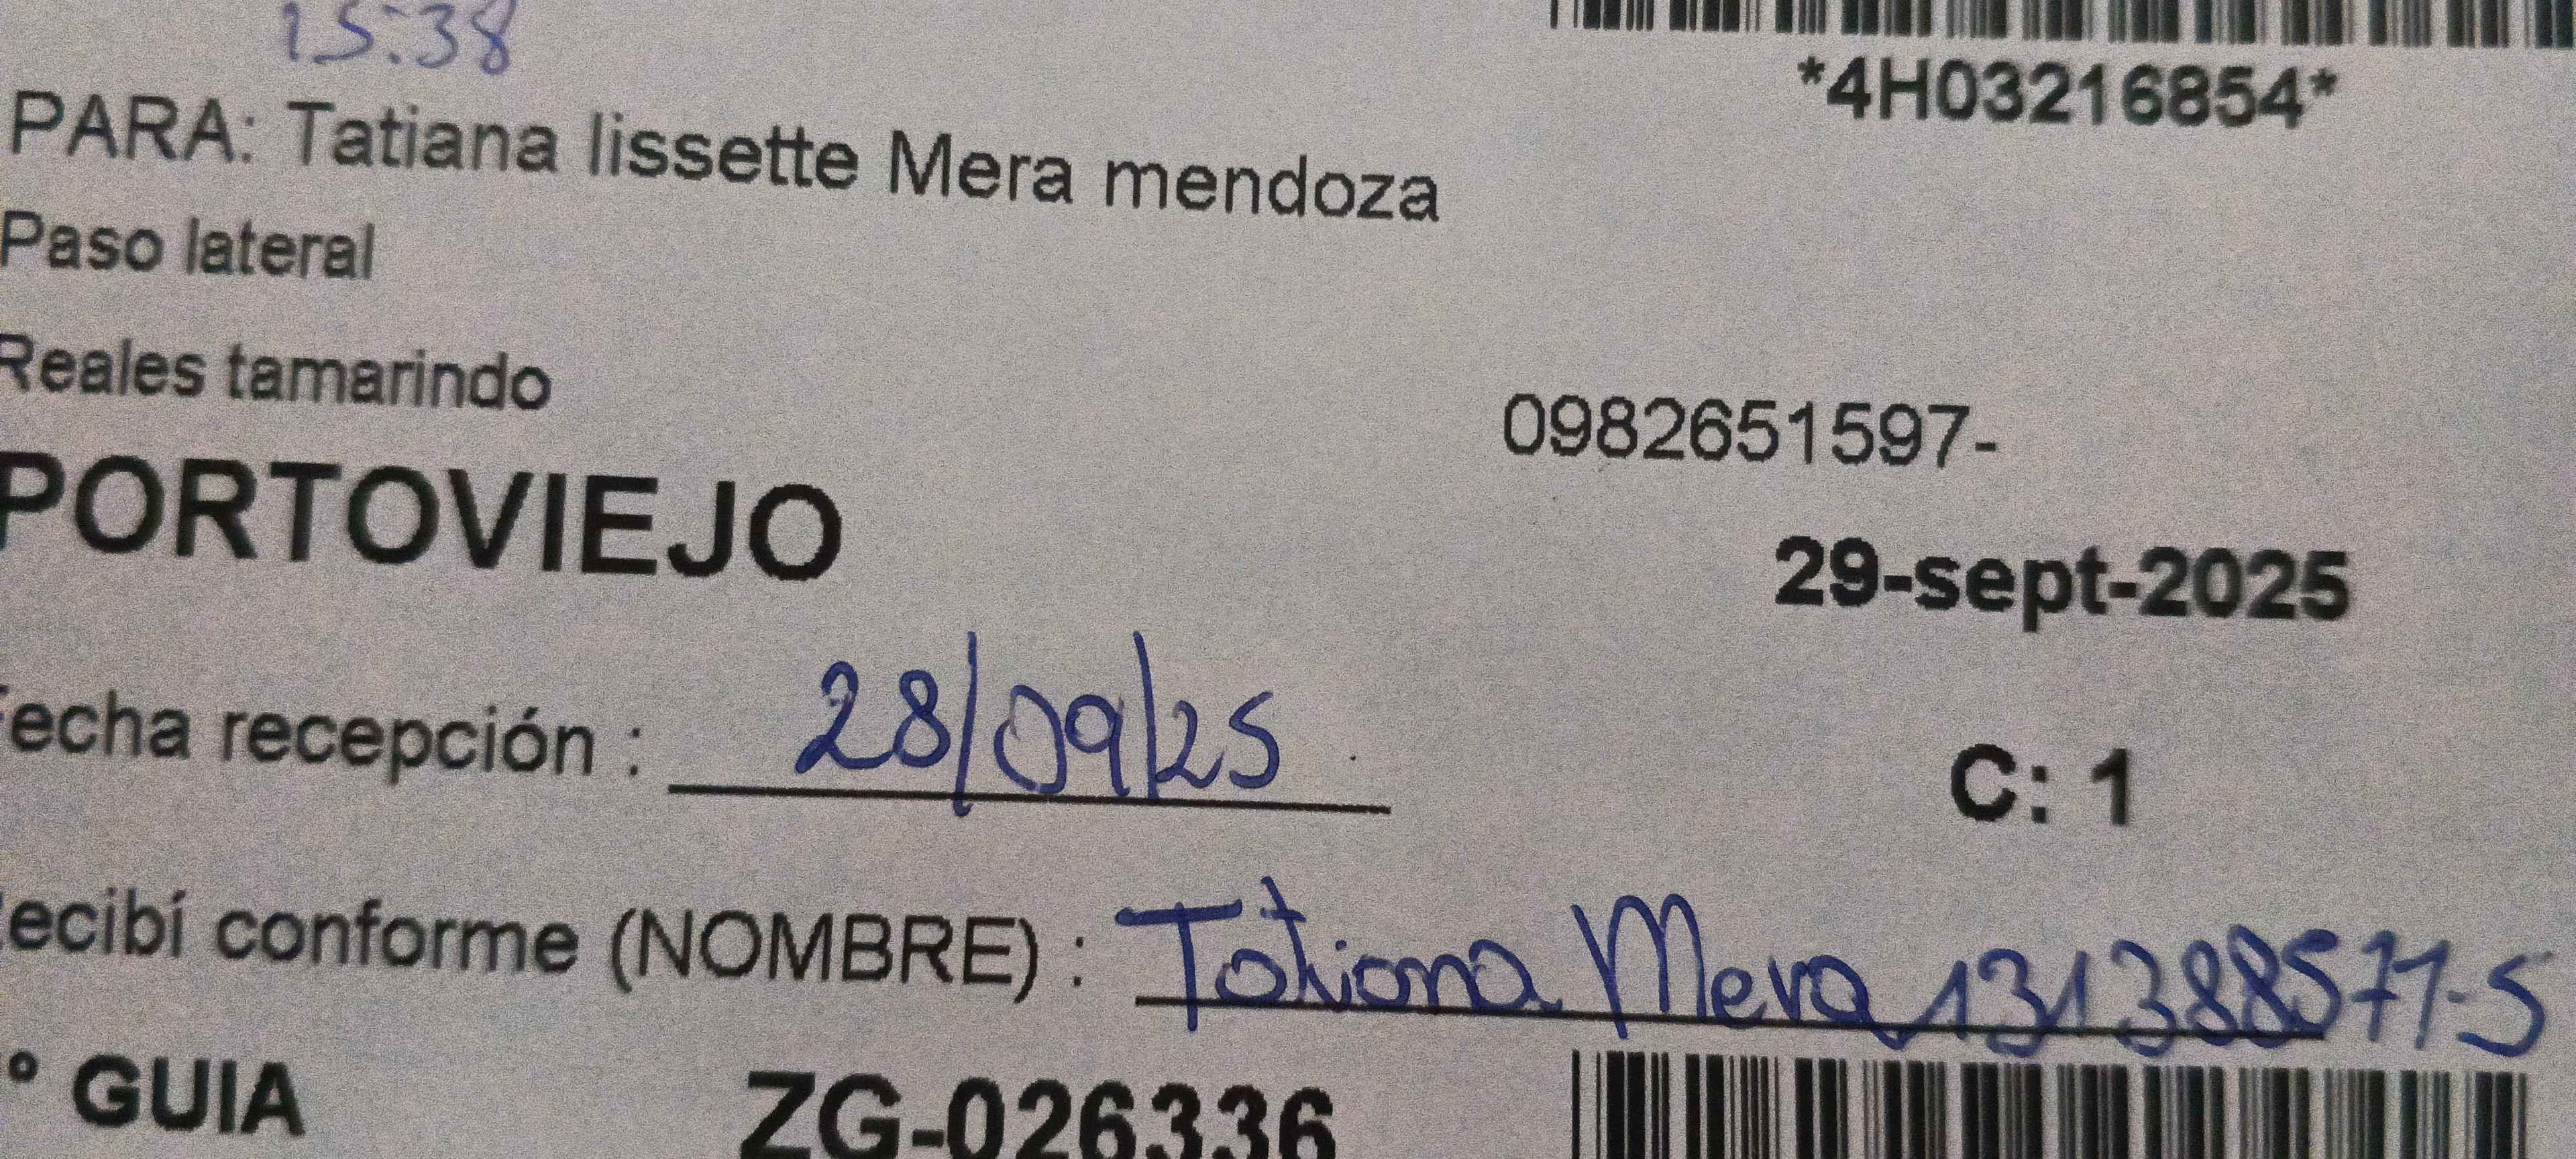 15:38
*4H03216854*
PARA: Tatiana lissette Mera mendoza
Paso lateral
Reales tamarindo
0982651597-
PORTOVIEJO
29-sept-2025
echa recepción : 28/09/25
C: 1
ecibí conforme (NOMBRE) : Tatiana Mera 131388571-5
° GUIA ZG-026336